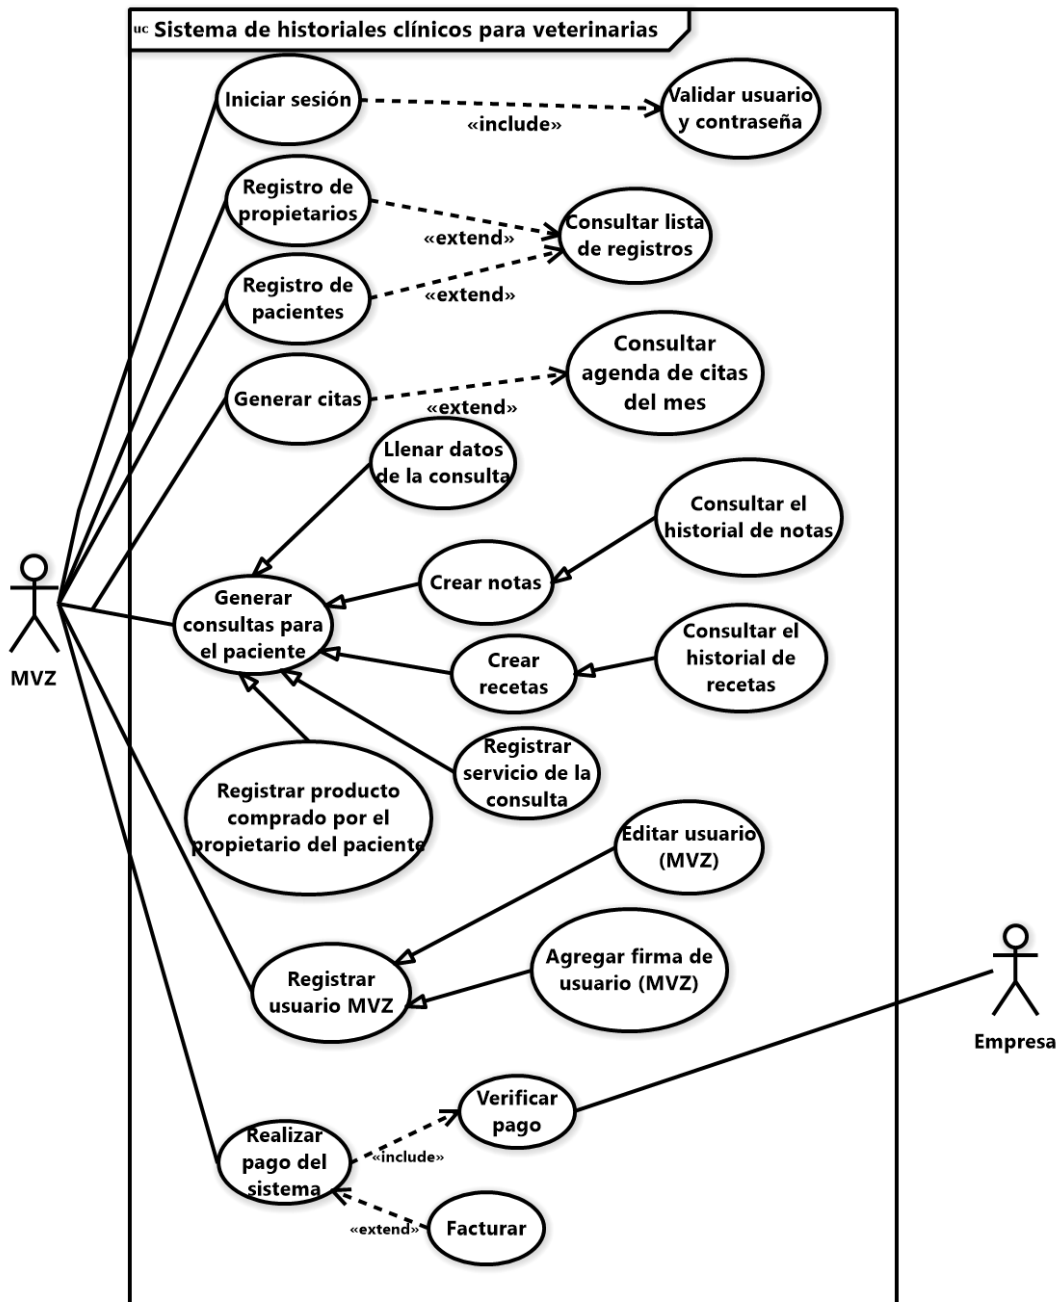 uc Sistema de historiales clínicos para veterinarias
Iniciar sesión
«include»
Validar usuario
y contraseña
Registro de
propietarios
«extend»
Consultar lista
de registros
Registro de
pacientes
«extend»
Generar citas
«extend»
Consultar
agenda de citas
del mes
Llenar datos
de la consulta
Consultar el
historial de notas
Crear notas
Generar
consultas para
el paciente
MVZ
Crear
recetas
Consultar el
historial de
recetas
Registrar
servicio de la
consulta
Registrar producto
comprado por el
propietario del paciente
Editar usuario
(MVZ)
Registrar
usuario MVZ
Agregar firma de
usuario (MVZ)
Empresa
Verificar
pago
Realizar
pago del
sistema
«include»
«extend»
Facturar